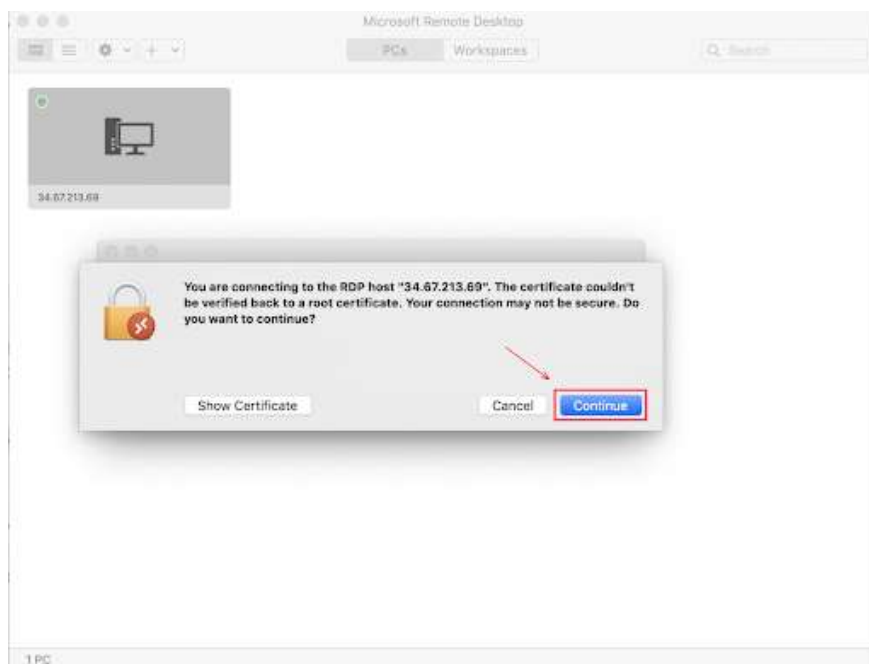 Microsoft Remote Desktop
PCs Workspaces Search
34.67.213.69
You are connecting to the RDP host "34.67.213.69". The certificate couldn't
be verified back to a root certificate. Your connection may not be secure. Do
you want to continue?
Show Certificate Cancel Continue
1 PC